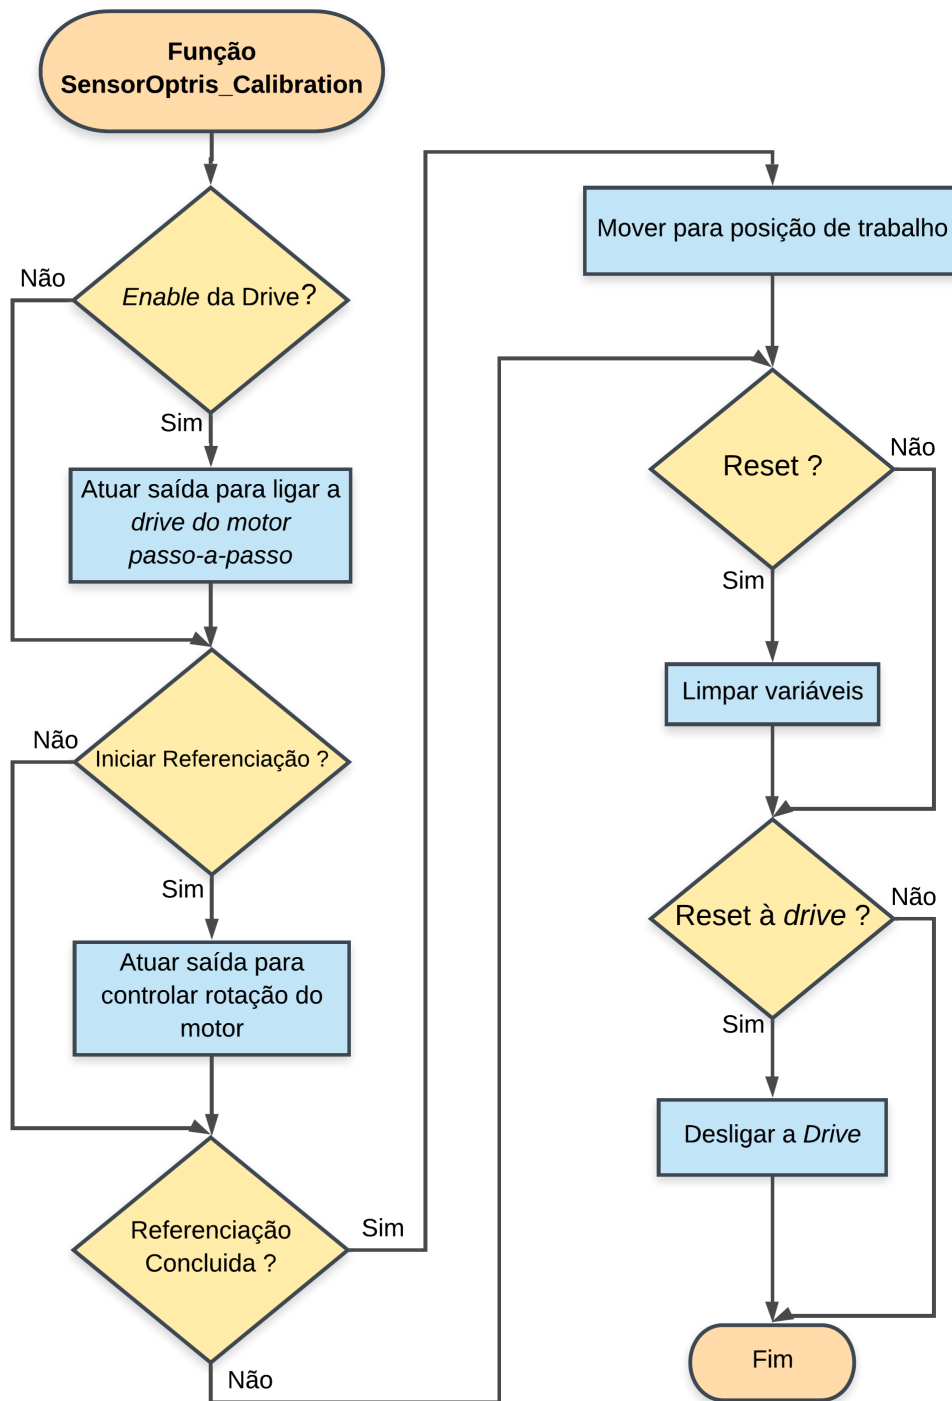 Função
SensorOptris_Calibration
Não
Enable da Drive?
Sim
Atuar saída para ligar a
drive do motor
passo-a-passo
Não
Iniciar Referenciação ?
Sim
Atuar saída para
controlar rotação do
motor
Referenciação
Concluida ?
Sim
Não
Mover para posição de trabalho
Reset ?
Não
Sim
Limpar variáveis
Reset à drive ?
Não
Sim
Desligar a Drive
Fim